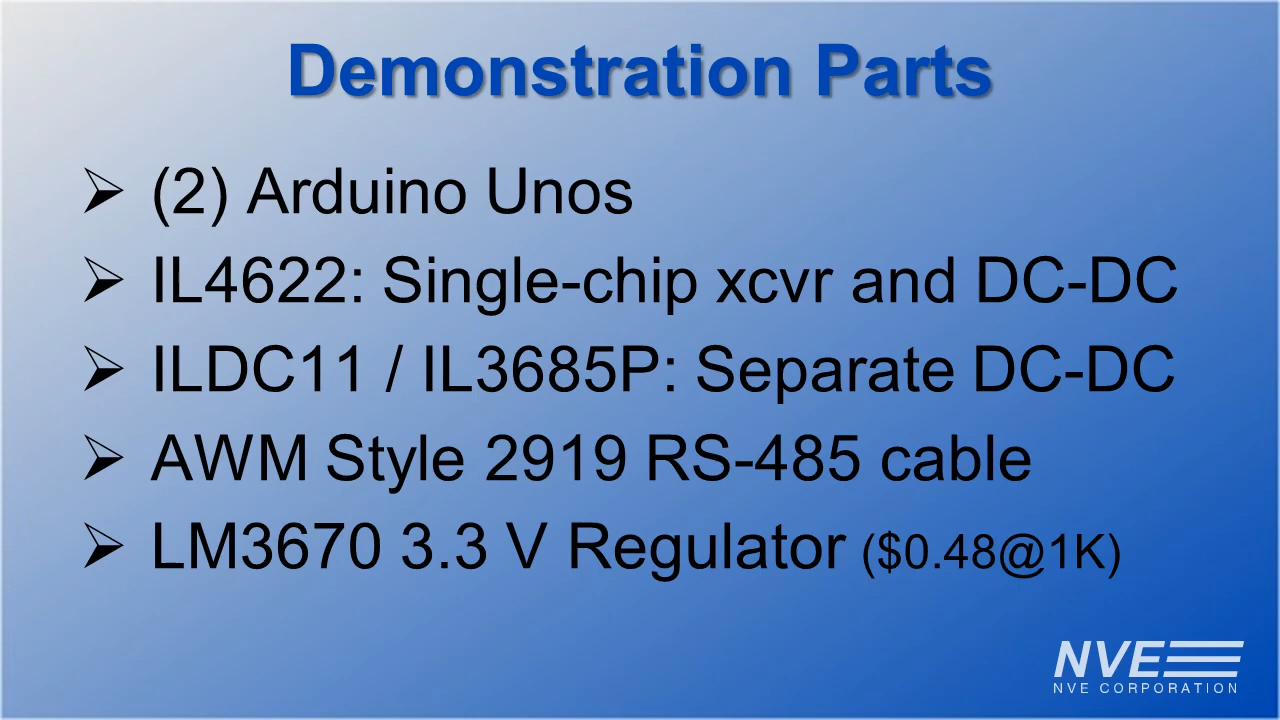 Demonstration Parts
(2) Arduino Unos
IL4622: Single-chip xcvr and DC-DC
ILDC11 / IL3685P: Separate DC-DC
AWM Style 2919 RS-485 cable
LM3670 3.3 V Regulator ($0.48@1K)
NVE
NVE CORPORATION